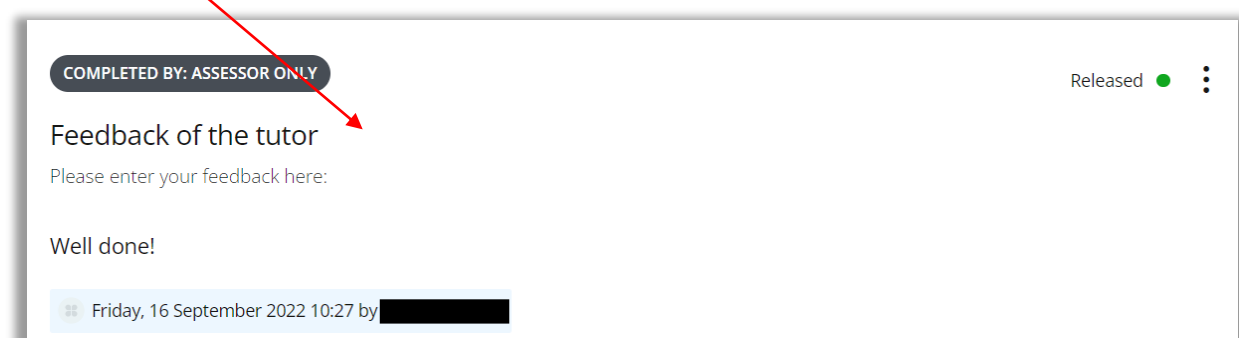 COMPLETED BY: ASSESSOR ONLY
Released
Feedback of the tutor
Please enter your feedback here:
Well done!
Friday, 16 September 2022 10:27 by